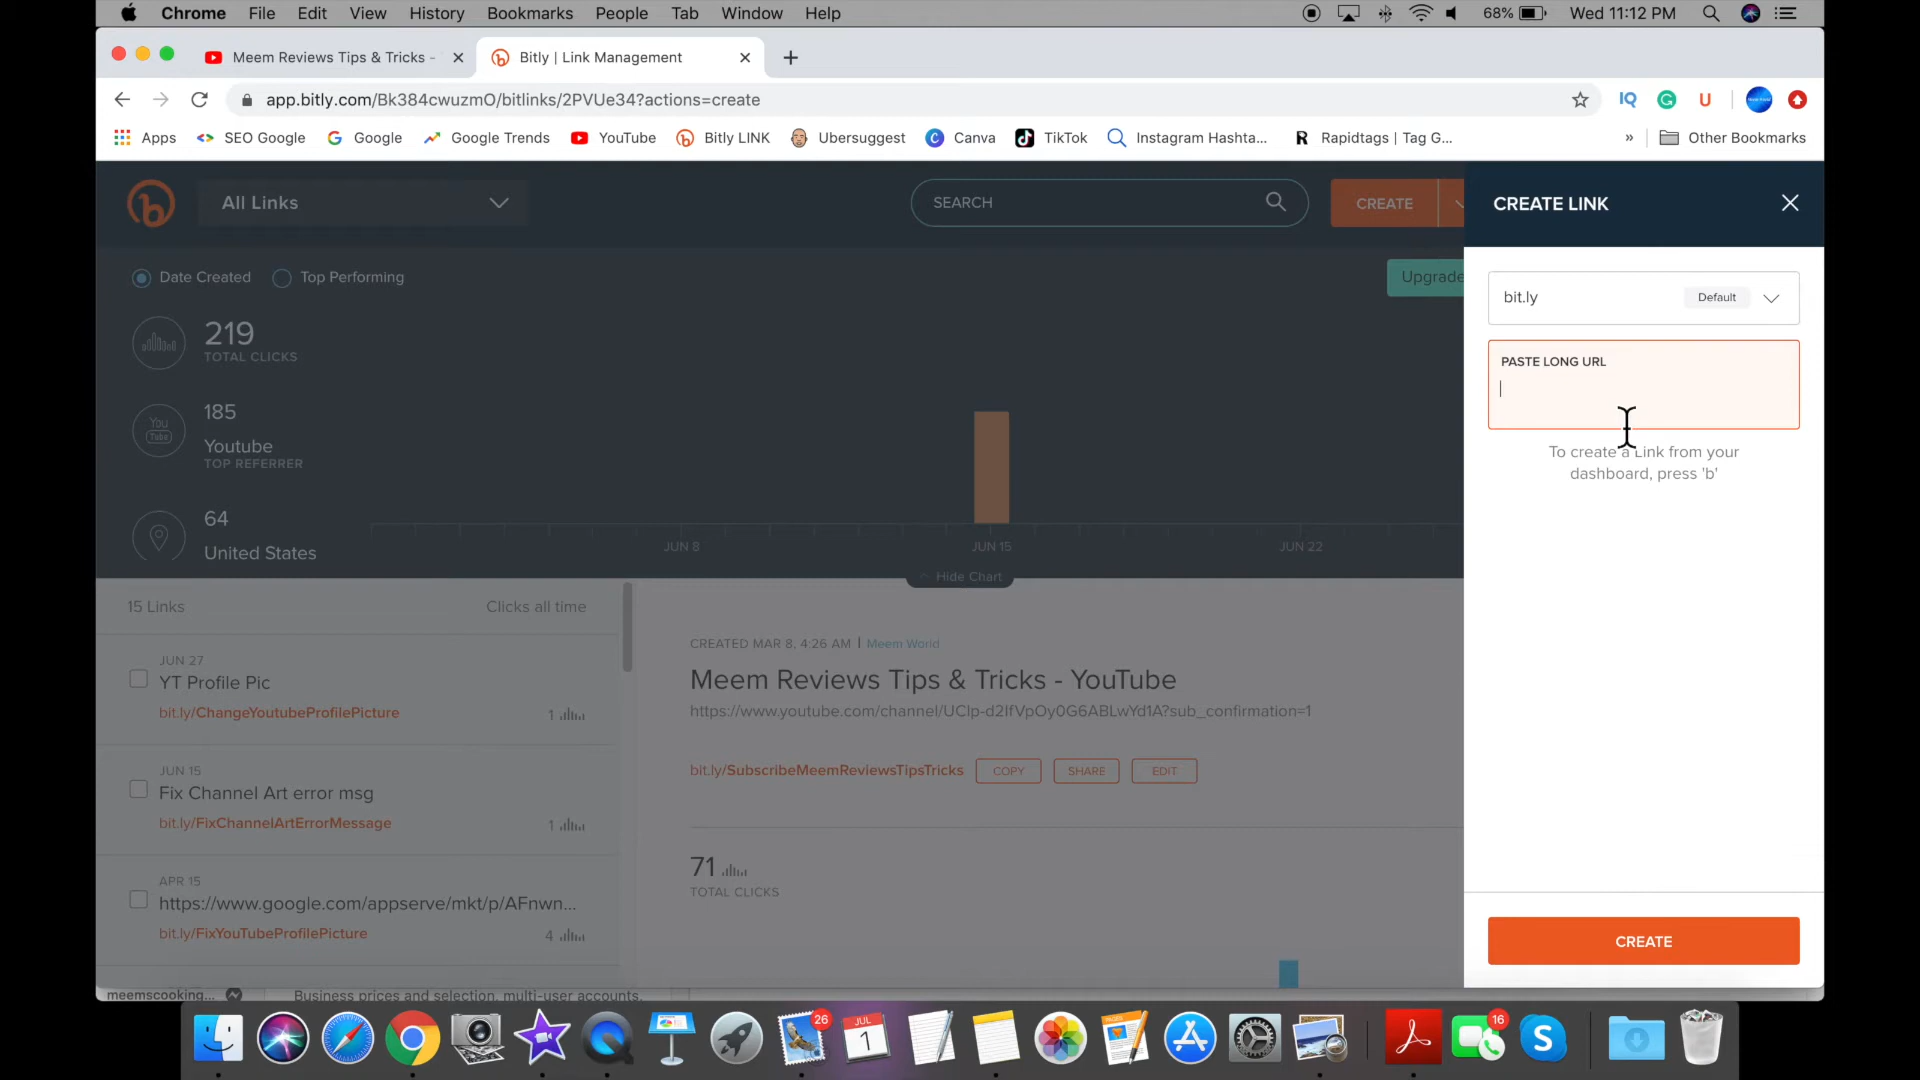 Chrome File Edit View History Bookmarks People Tab Window Help 68% Wed 11:12 PM
Meem Reviews Tips & Tricks -
Bitly | Link Management
app.bitly.com/Bk384cwuzmO/bitlinks/2PVUe34?actions=create
IQ
U
Apps SEO Google Google Google Trends YouTube Bitly LINK Ubersuggest Canva TikTok Instagram Hashta... Rapidtags | Tag G... » Other Bookmarks
All Links
SEARCH
CREATE
CREATE LINK
Date Created Top Performing
Upgrade
bit.ly Default
219
TOTAL CLICKS
PASTE LONG URL
You Tube
185
Youtube
TOP REFERRER
To create a Link from your
dashboard, press 'b'
64
United States
JUN 8 JUN 15 JUN 22
Hide Chart
15 Links Clicks all time
CREATED MAR 8, 4:26 AM | Meem World
JUN 27
YT Profile Pic
bit.ly/ChangeYoutubeProfilePicture 1
Meem Reviews Tips & Tricks - YouTube
https://www.youtube.com/channel/UClp-d2IfVpOy0G6ABLwYd1A?sub_confirmation=1
bit.ly/SubscribeMeemReviewsTipsTricks COPY SHARE EDIT
JUN 15
Fix Channel Art error msg
bit.ly/FixChannelArtErrorMessage 1
71
TOTAL CLICKS
APR 15
https://www.google.com/appserve/mkt/p/AFnwn...
bit.ly/FixYouTubeProfilePicture 4
CREATE
meemscooking... Business prices and selection, multi-user accounts,
26
JUL
1
16
S